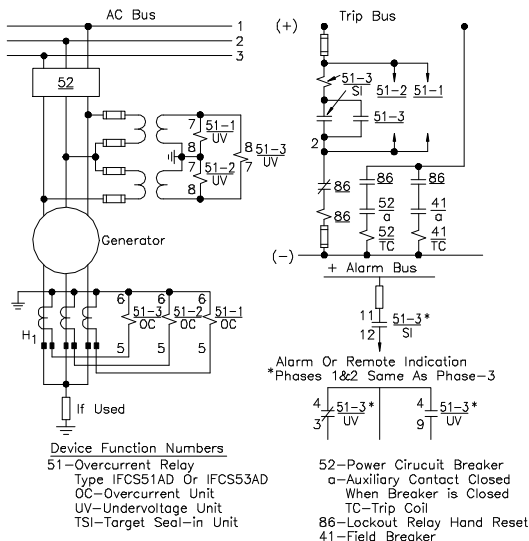 AC Bus
1
2
3
52
7
51-1
UV
8
7
51-2
UV
8
8
51-3
UV
7
Generator
6
6
6
51-3
OC
51-2
OC
51-1
OC
5
5
5
H1
If Used
Device Function Numbers
51-Overcurrent Relay
Type IFCS51AD Or IFCS53AD
OC-Overcurrent Unit
UV-Undervoltage Unit
TSI-Target Seal-in Unit
(+)
Trip Bus
51-3
SI
51-2
51-1
51-3
2
86
86
86
86
52
a
41
a
52
TC
41
TC
(-)
+ Alarm Bus
11
51-3*
SI
12
Alarm Or Remote Indication
*Phases 1&2 Same As Phase-3
4
51-3*
UV
3
4
51-3*
UV
9
52-Power Cirucuit Breaker
a-Auxiliary Contact Closed
When Breaker is Closed
TC-Trip Coil
86-Lockout Relay Hand Reset
41-Field Breaker